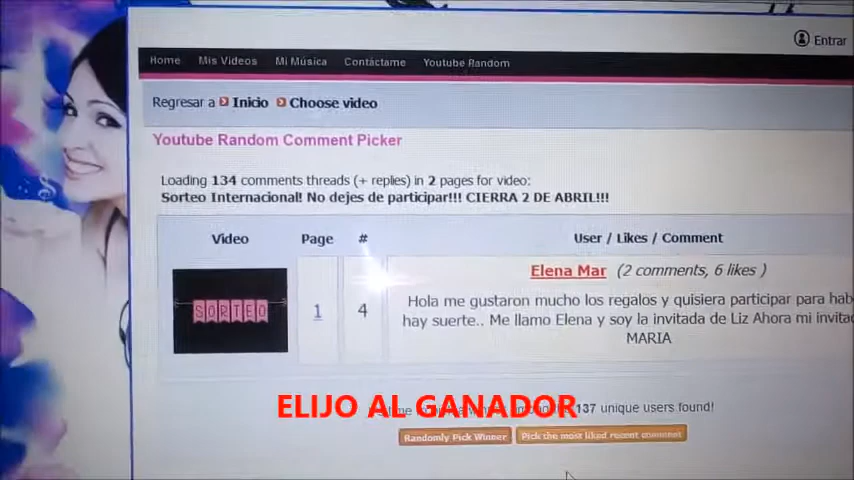 Entrar
Home Mis Videos Mi Música Contáctame Youtube Random
Regresar a Inicio Choose video
Youtube Random Comment Picker
Loading 134 comments threads (+ replies) in 2 pages for video:
Sorteo Internacional! No dejes de participar!!! CIERRA 2 DE ABRIL!!!
Video Page # User / Likes / Comment
SORTEO
1
4
Elena Mar (2 comments, 6 likes )
Hola me gustaron mucho los regalos y quisiera participar para
hay suerte.. Me llamo Elena y soy la invitada de Liz Ahora mi
MARIA
ELIJO AL GANADOR
137 unique users found!
Randomly Pick Winner Pick the most liked recent comment